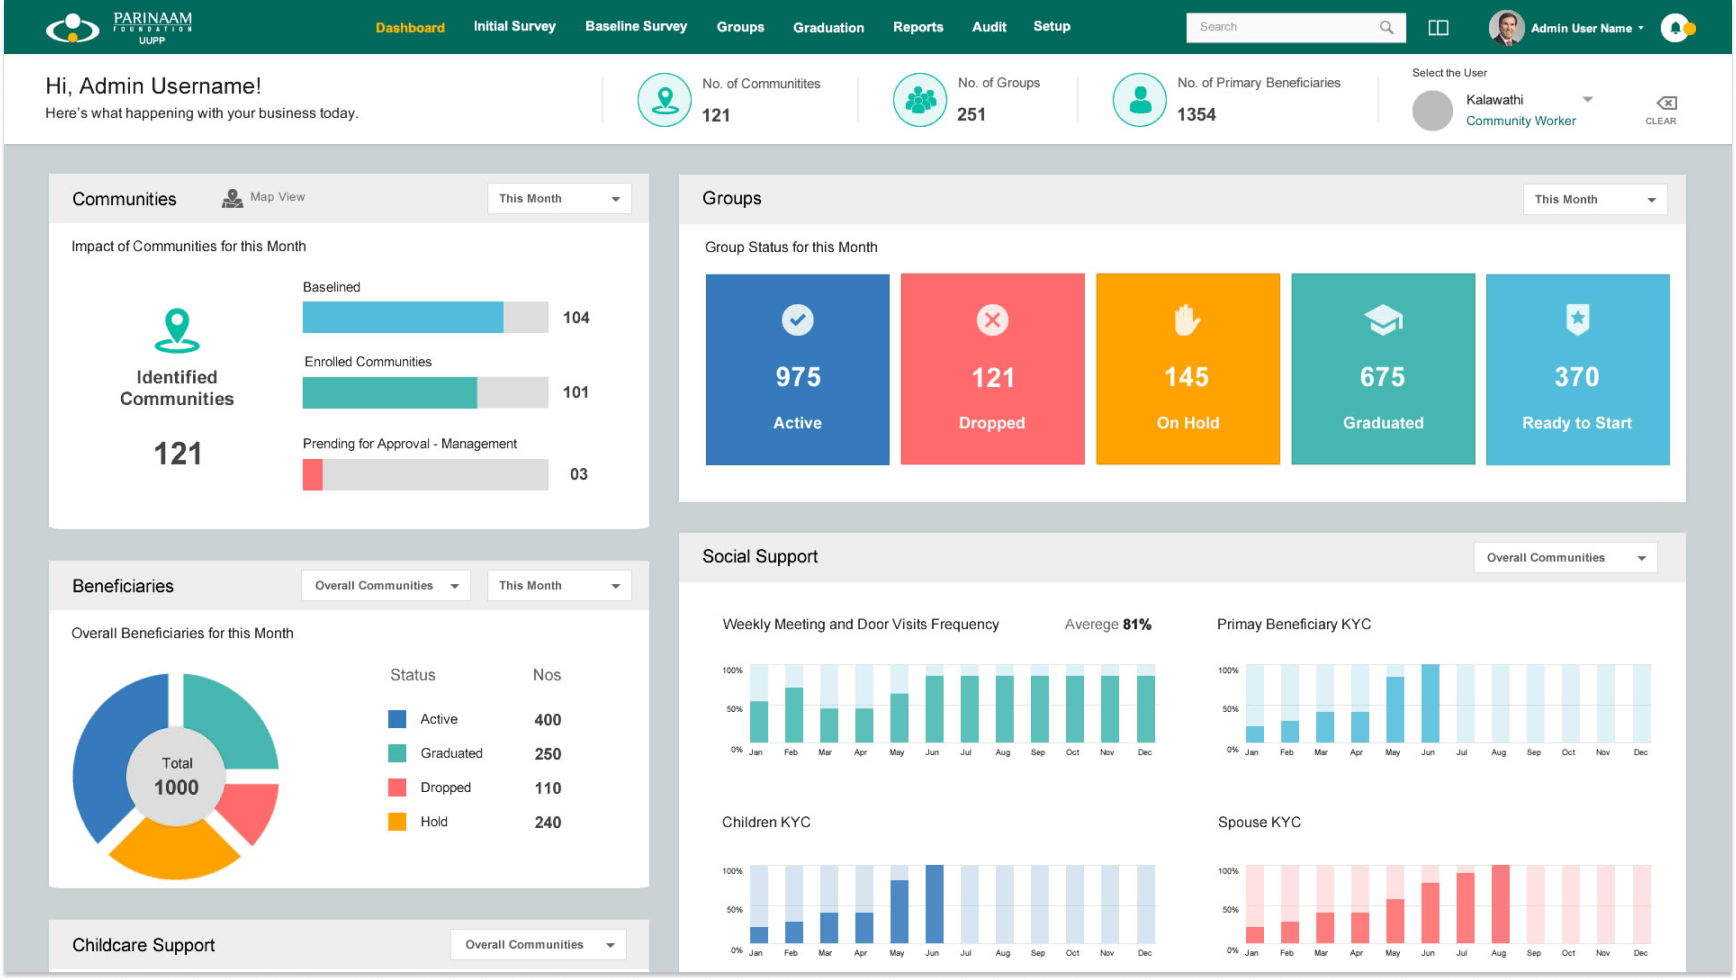 PARINAAM
FOUNDATION
UUPP
Dashboard
Initial Survey
Baseline Survey
Groups
Graduation
Reports
Audit
Setup
Search
Admin User Name
Hi, Admin Username!
Here's what happening with your business today.
No. of Communitites
121
No. of Groups
251
No. of Primary Beneficiaries
1354
Select the User
Kalawathi
Community Worker
CLEAR
Communities
Map View
This Month
Impact of Communities for this Month
Identified
Communities
121
Baselined
104
Enrolled Communities
101
Prending for Approval - Management
03
Groups
This Month
Group Status for this Month
975
Active
121
Dropped
145
On Hold
675
Graduated
370
Ready to Start
Beneficiaries
Overall Communities
This Month
Overall Beneficiaries for this Month
Total
1000
Status Nos
Active 400
Graduated 250
Dropped 110
Hold 240
Social Support
Overall Communities
Weekly Meeting and Door Visits Frequency
Averege 81%
100%
50%
0%
Jan Feb Mar Apr May Jun Jul Aug Sep Oct Nov Dec
Primay Beneficiary KYC
100%
50%
0%
Jan Feb Mar Apr May Jun Jul Aug Sep Oct Nov Dec
Children KYC
100%
50%
0%
Jan Feb Mar Apr May Jun Jul Aug Sep Oct Nov Dec
Spouse KYC
100%
50%
0%
Jan Feb Mar Apr May Jun Jul Aug Sep Oct Nov Dec
Childcare Support
Overall Communities